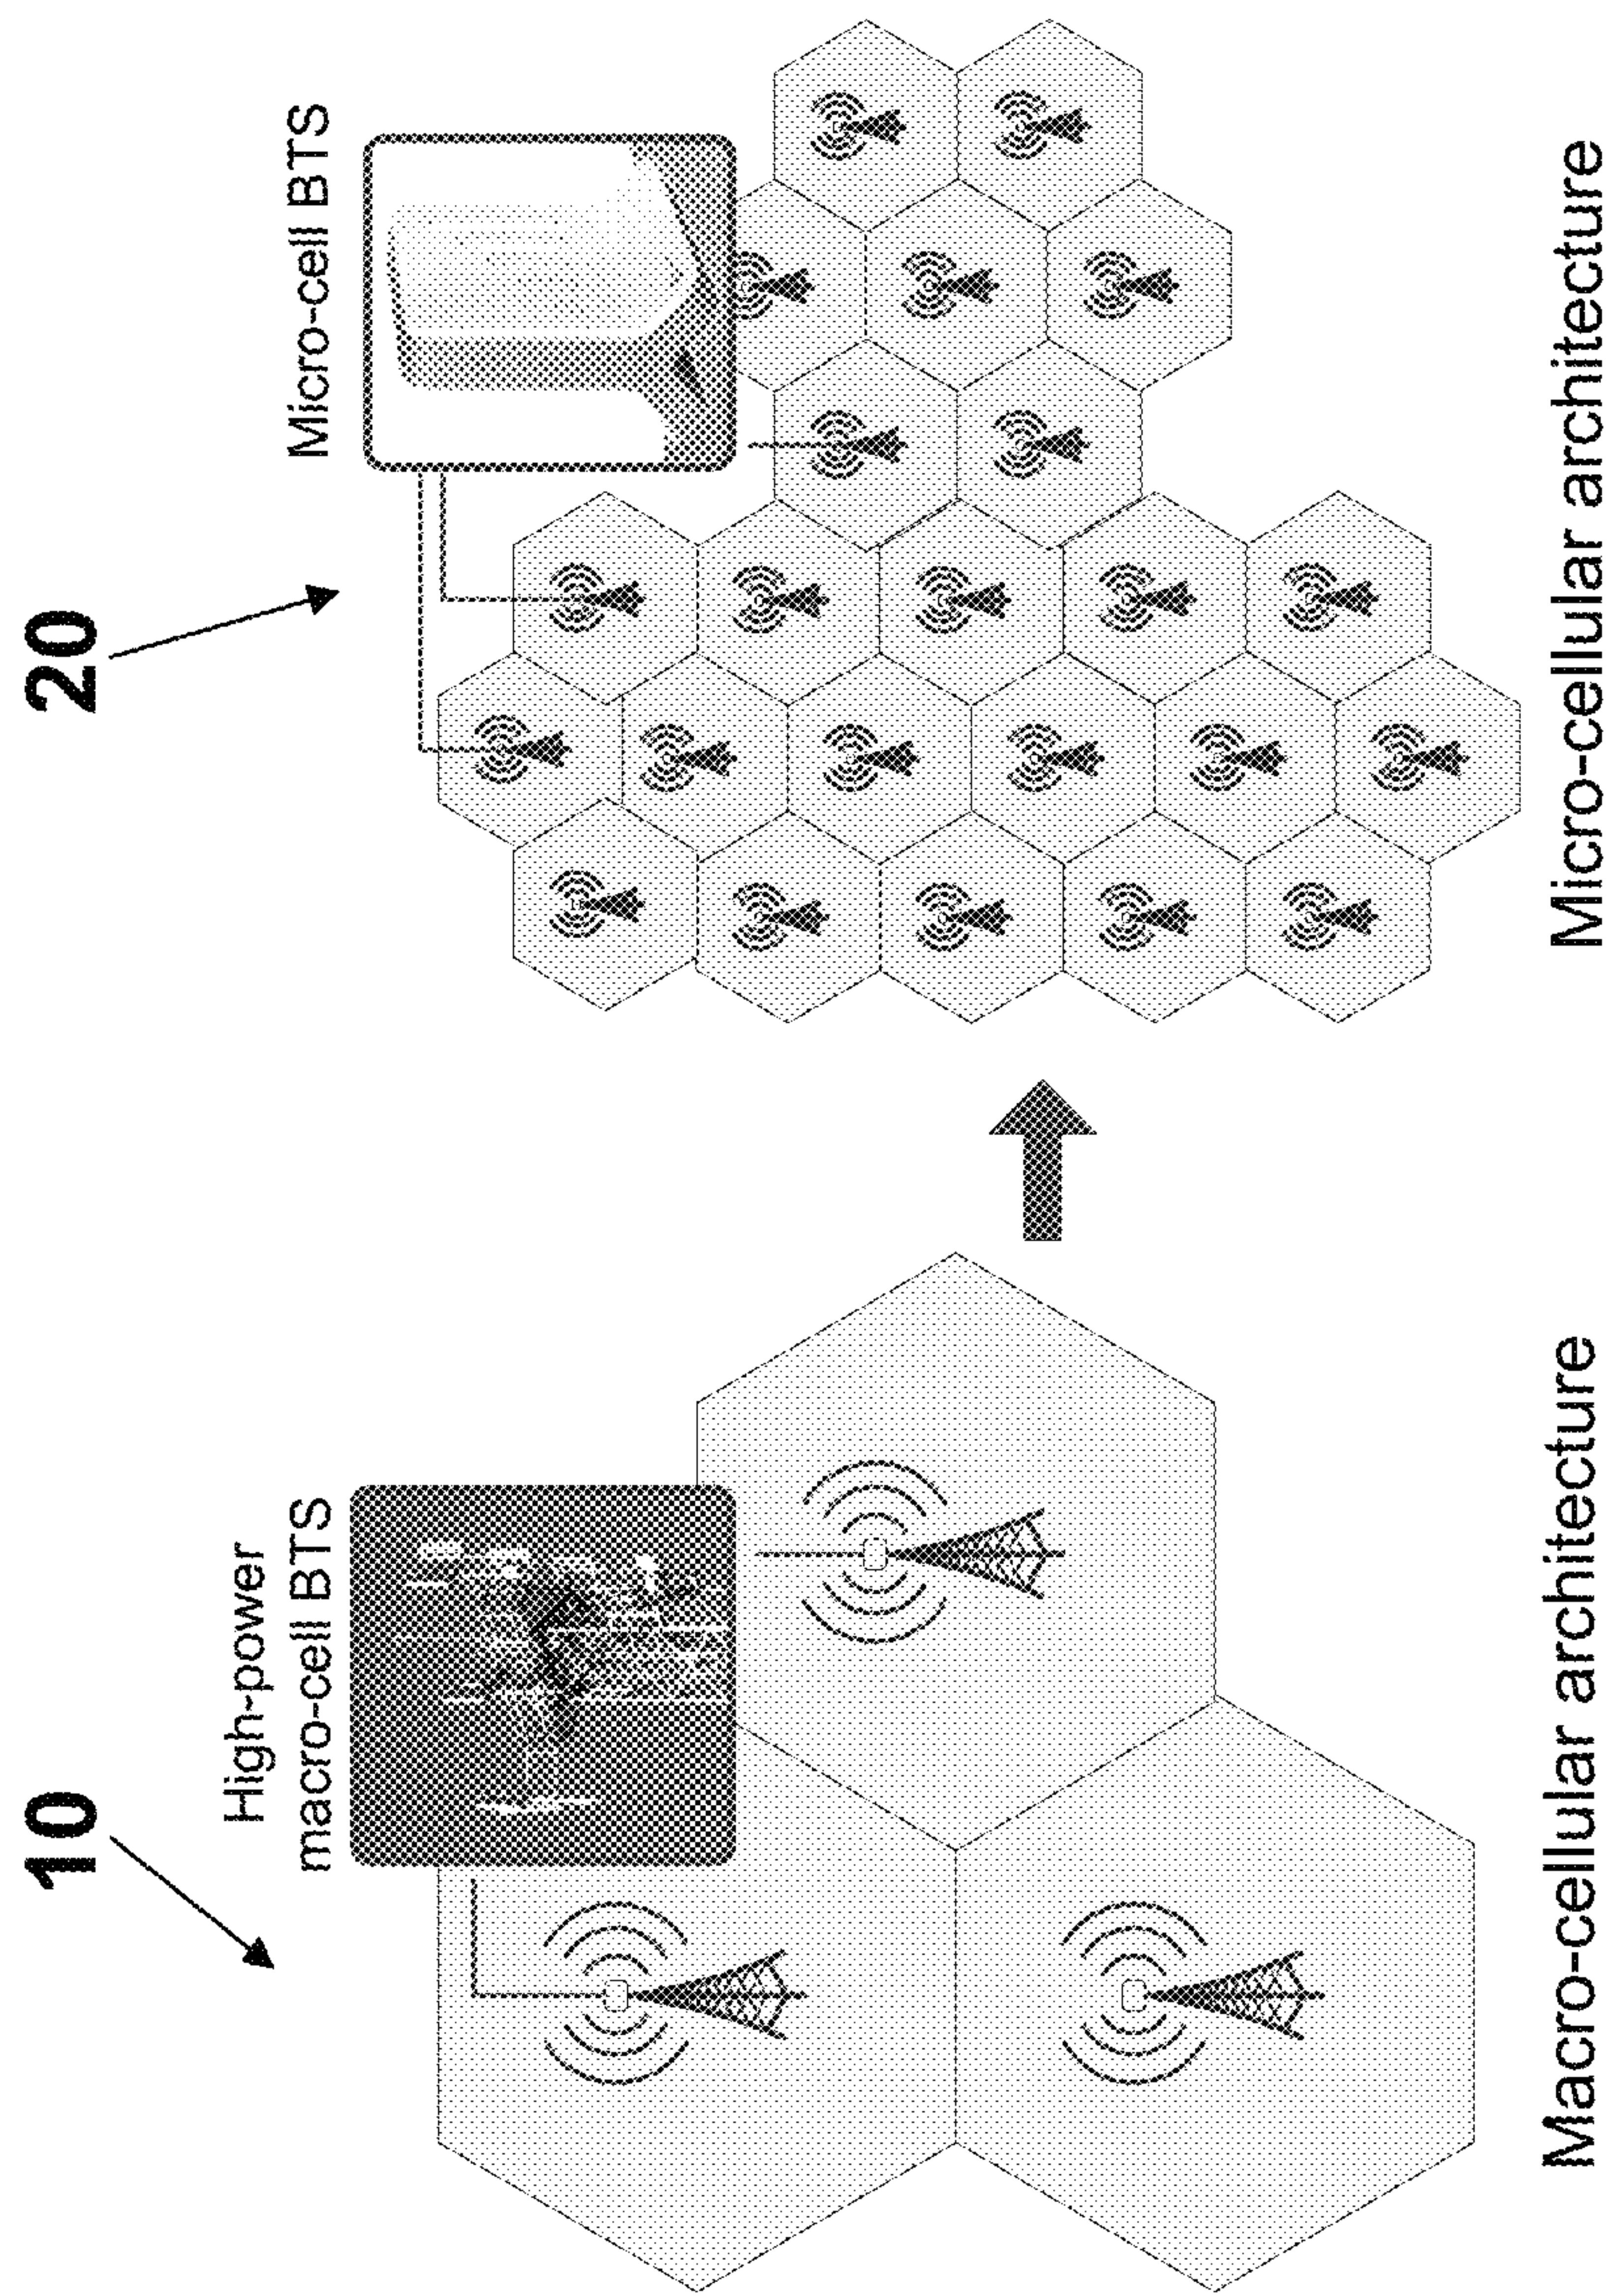 10
High-power
macro-cell BTS
Macro-cellular architecture
20
Micro-cell BTS
Micro-cellular architecture